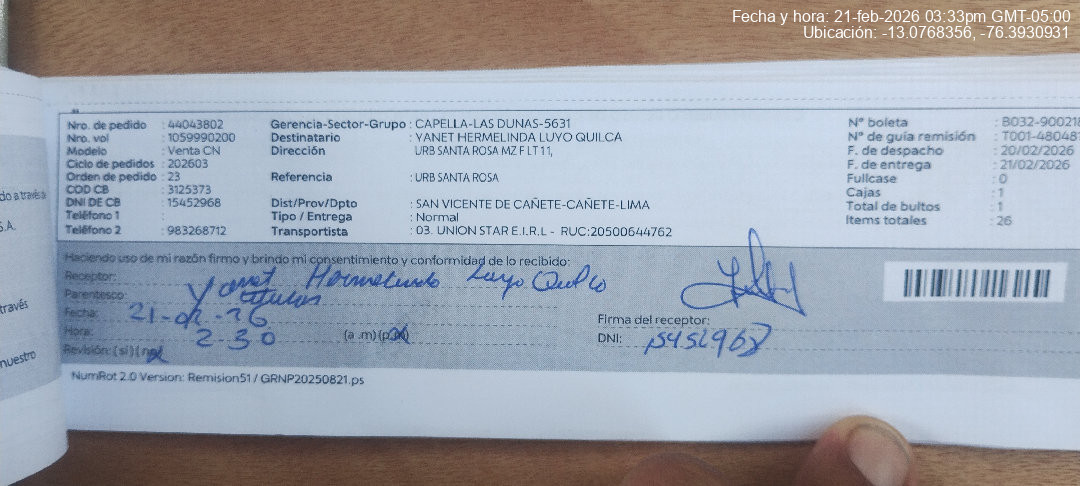 Fecha y hora: 21-feb-2026 03:33pm GMT-05:00
Ubicación: -13.0768356, -76.3930931
Nro. de pedido : 44043802
Nro. vol : 1059990200
Modelo : Venta CN
Ciclo de pedidos : 202603
Orden de pedido : 23
COD CB : 3125373
DNI DE CB : 15452968
Teléfono 1 :
Teléfono 2 : 983268712
Gerencia-Sector-Grupo : CAPELLA-LAS DUNAS-5631
Destinatario : YANET HERMELINDA LUYO QUILCA
Dirección URB SANTA ROSA MZ F LT 11,
Referencia : URB SANTA ROSA
Dist/Prov/Dpto : SAN VICENTE DE CAÑETE-CAÑETE-LIMA
Tipo / Entrega : Normal
Transportista : 03. UNION STAR E.I.R.L - RUC:20500644762
N° boleta : B032-900218
N° de guía remisión : T001-480487
F. de despacho : 20/02/2026
F. de entrega : 21/02/2026
Fullcase : 0
Cajas : 1
Total de bultos : 1
Items totales : 26
Haciendo uso de mi razón firmo y brindo mi consentimiento y conformidad de lo recibido:
Receptor: Yanet Hermelinda Luyo Quilca
Parentesco: titular
Fecha: 21-02-26
Hora: 2-30 (a .m) (p.m)
Revisión: ( si ) ( no )
Firma del receptor:
DNI: 15452968
NumRot 2.0 Version: Remision51 / GRNP20250821.ps
do a través de
S.A.
través
nuestro